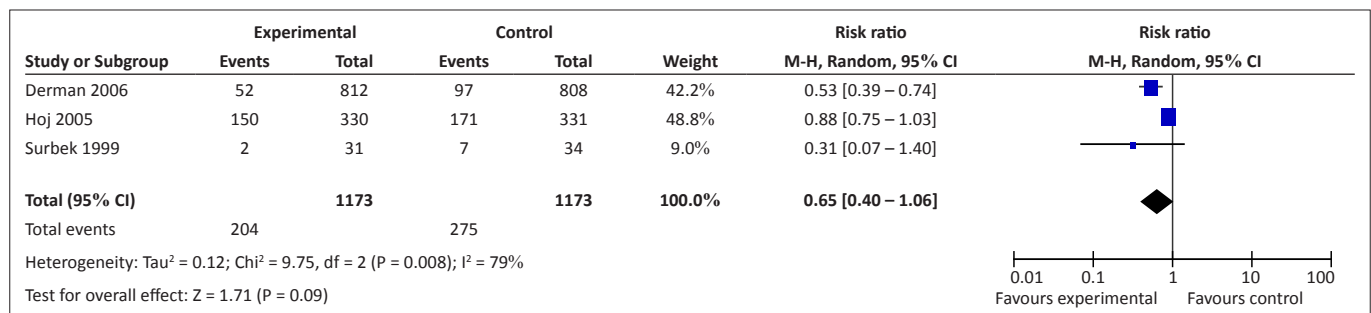 Experimental Control Risk ratio Risk ratio
Study or Subgroup Events Total Events Total Weight M-H, Random, 95% CI M-H, Random, 95% CI
Derman 2006 52 812 97 808 42.2% 0.53 [0.39 – 0.74]
Hoj 2005 150 330 171 331 48.8% 0.88 [0.75 – 1.03]
Surbek 1999 2 31 7 34 9.0% 0.31 [0.07 – 1.40]
Total (95% CI) 1173 1173 100.0% 0.65 [0.40 – 1.06]
Total events 204 275
Heterogeneity: Tau² = 0.12; Chi² = 9.75, df = 2 (P = 0.008); I² = 79%
Test for overall effect: Z = 1.71 (P = 0.09)
0.01 0.1 1 10 100
Favours experimental Favours control